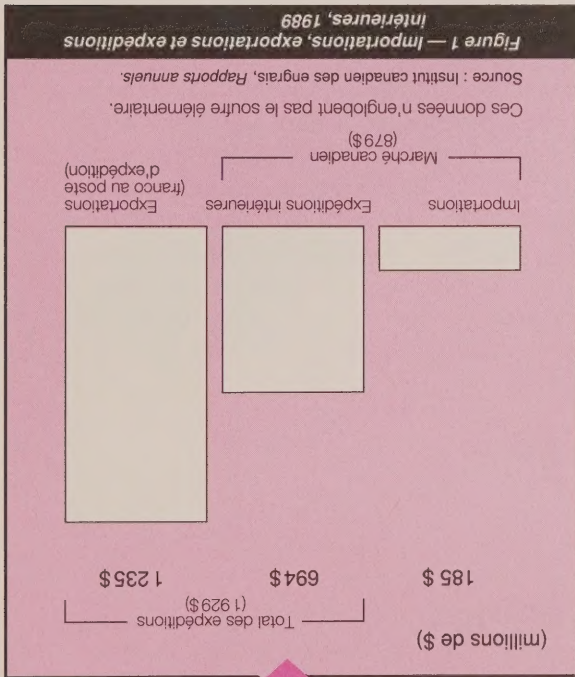 (millions de $)
Total des expéditions
(1 929 $)
185 $ 694 $ 1 235 $
Importations Expéditions intérieures Exportations
(franco au poste
d'expédition)
Marché canadien
(879 $)
Ces données n'englobent pas le soufre élémentaire.
Source : Institut canadien des engrais, Rapports annuels.
Figure 1 — Importations, exportations et expéditions
intérieures, 1989